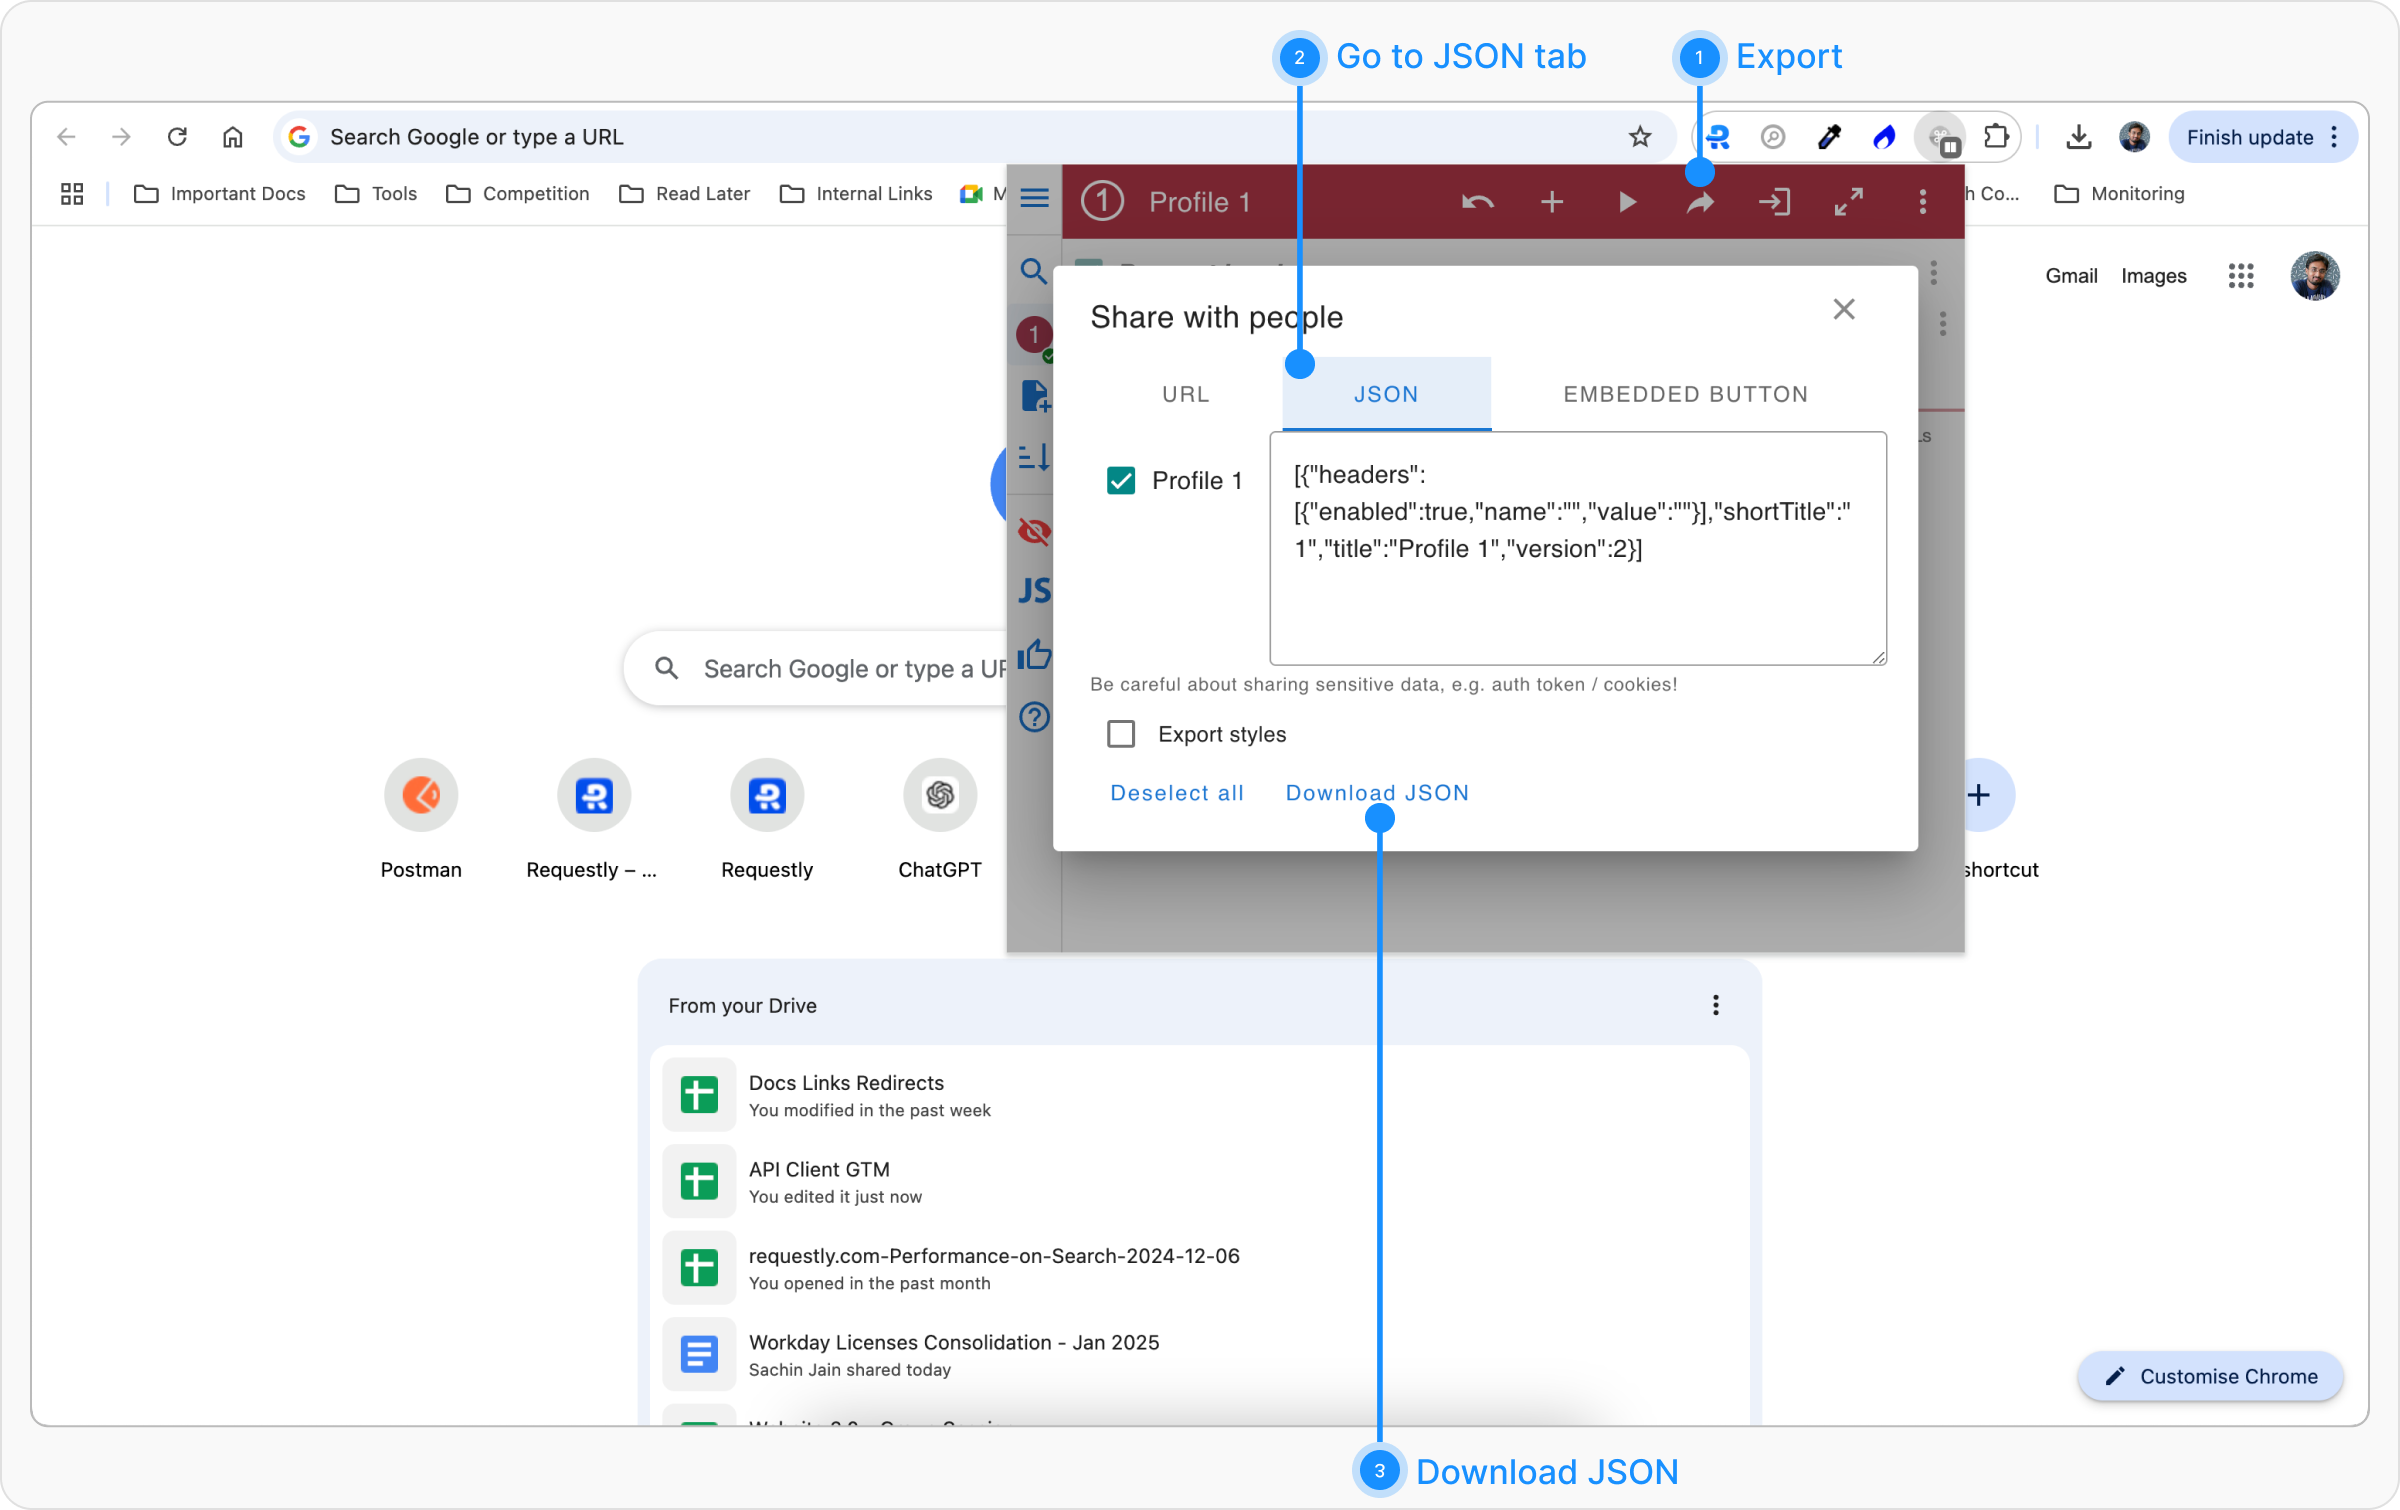 2 Go to JSON tab
1 Export
Search Google or type a URL
Finish update
Important Docs
Tools
Competition
Read Later
Internal Links
M
1 Profile 1
h Co...
Monitoring
Gmail Images
Share with people
1
URL
JSON
EMBEDDED BUTTON
Profile 1
[{"headers":
[{"enabled":true,"name":"","value":""}],"shortTitle":"
1","title":"Profile 1","version":2}]
JS
Be careful about sharing sensitive data, e.g. auth token / cookies!
Search Google or type a UR
Export styles
Deselect all
Download JSON
Postman
Requestly – ...
Requestly
ChatGPT
shortcut
From your Drive
Docs Links Redirects
You modified in the past week
API Client GTM
You edited it just now
requestly.com-Performance-on-Search-2024-12-06
You opened in the past month
Workday Licenses Consolidation - Jan 2025
Sachin Jain shared today
Customise Chrome
3 Download JSON